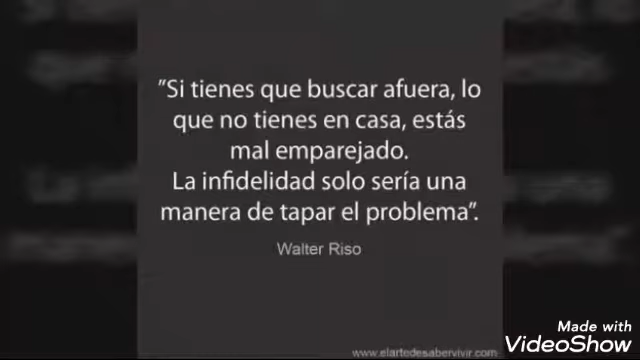 "Si tienes que buscar afuera, lo
que no tienes en casa, estás
mal emparejado.
La infidelidad solo sería una
manera de tapar el problema".
Walter Riso
www.elartedesabervivir.com
Made with
VideoShow